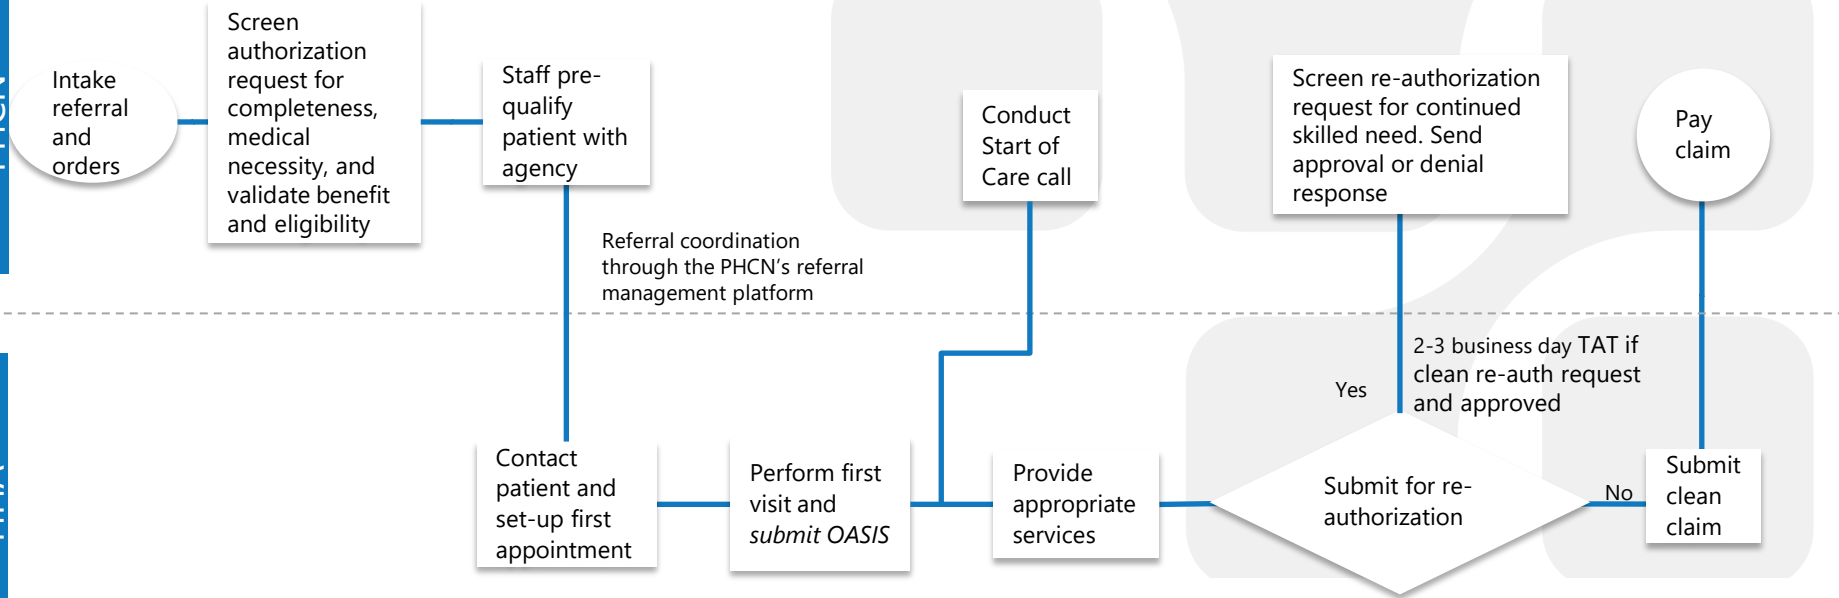 Intake
referral
and
orders
Screen
authorization
request for
completeness,
medical
necessity, and
validate benefit
and eligibility
Staff pre-
qualify
patient with
agency
Conduct
Start of
Care call
Screen re-authorization
request for continued
skilled need. Send
approval or denial
response
Pay
claim
Referral coordination
through the PHCN’s referral
management platform
2-3 business day TAT if
clean re-auth request
and approved
Yes
Contact
patient and
set-up first
appointment
Perform first
visit and
submit OASIS
Provide
appropriate
services
Submit for re-
authorization
No
Submit
clean
claim